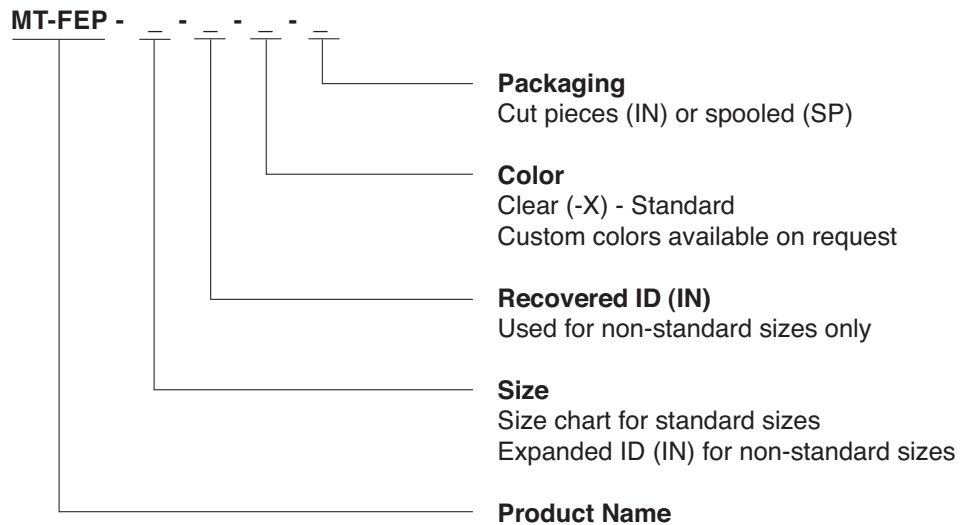 MT-FEP - _ - _ - _ - _
Packaging
Cut pieces (IN) or spooled (SP)
Color
Clear (-X) - Standard
Custom colors available on request
Recovered ID (IN)
Used for non-standard sizes only
Size
Size chart for standard sizes
Expanded ID (IN) for non-standard sizes
Product Name